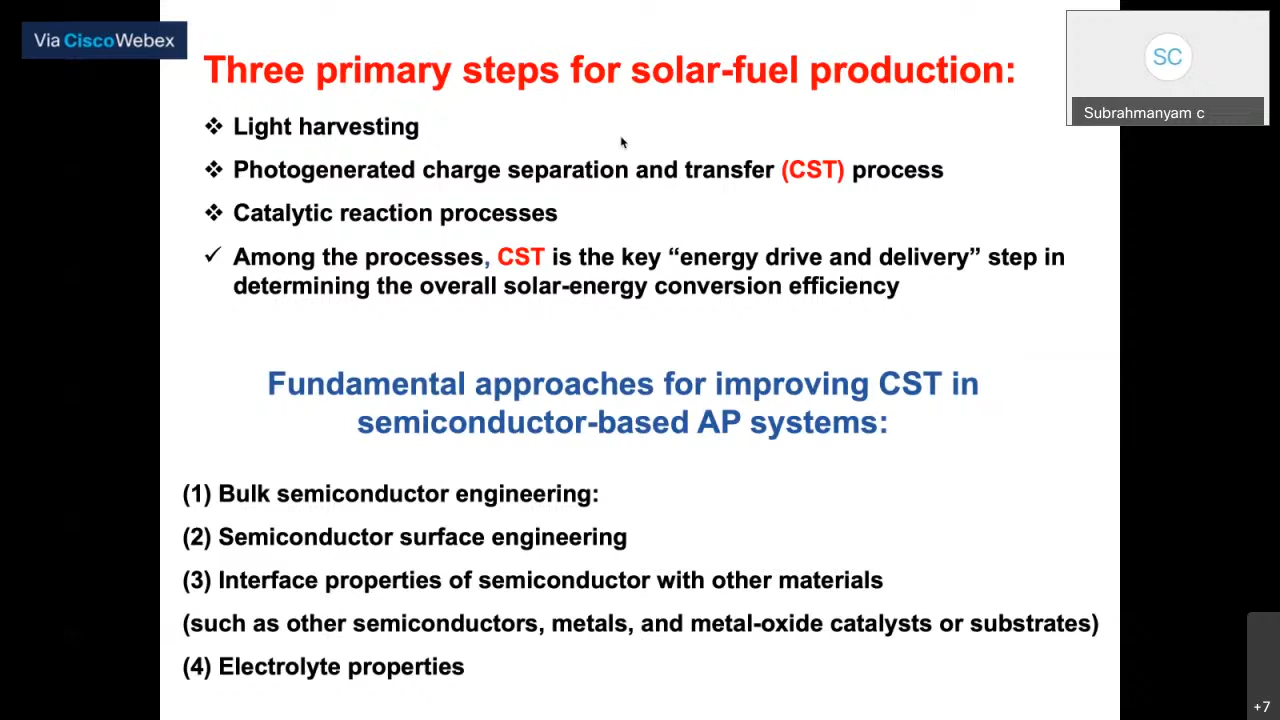 Via CiscoWebex
Three primary steps for solar-fuel production:
SC
Subrahmanyam c
❖ Light harvesting
❖ Photogenerated charge separation and transfer (CST) process
❖ Catalytic reaction processes
✓ Among the processes, CST is the key “energy drive and delivery” step in
determining the overall solar-energy conversion efficiency
Fundamental approaches for improving CST in
semiconductor-based AP systems:
(1) Bulk semiconductor engineering:
(2) Semiconductor surface engineering
(3) Interface properties of semiconductor with other materials
(such as other semiconductors, metals, and metal-oxide catalysts or substrates)
(4) Electrolyte properties
+7